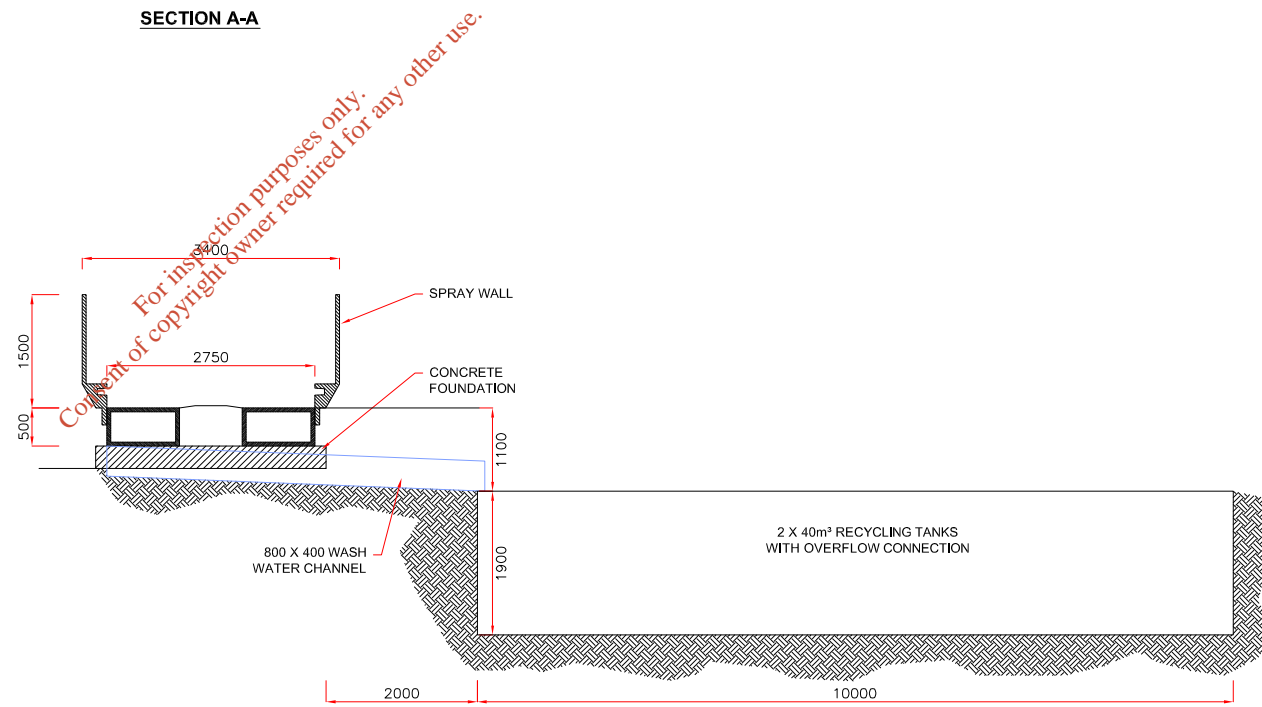 SECTION A-A
For inspection purposes only.
Consent of copyright owner required for any other use.
3400
SPRAY WALL
1500
2750
CONCRETE
FOUNDATION
500
1100
800 X 400 WASH
WATER CHANNEL
1900
2 X 40m³ RECYCLING TANKS
WITH OVERFLOW CONNECTION
2000
10000